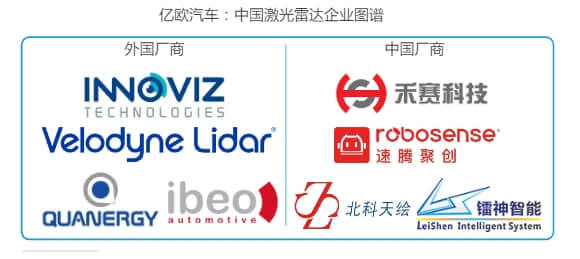 亿欧汽车：中国激光雷达企业图谱
外国厂商
INNOVIZ
TECHNOLOGIES
Velodyne Lidar®
QUANERGY
ibeo
automotive
中国厂商
禾赛科技
robosense®
速腾聚创
北科天绘
镭神智能
LeiShen Intelligent System